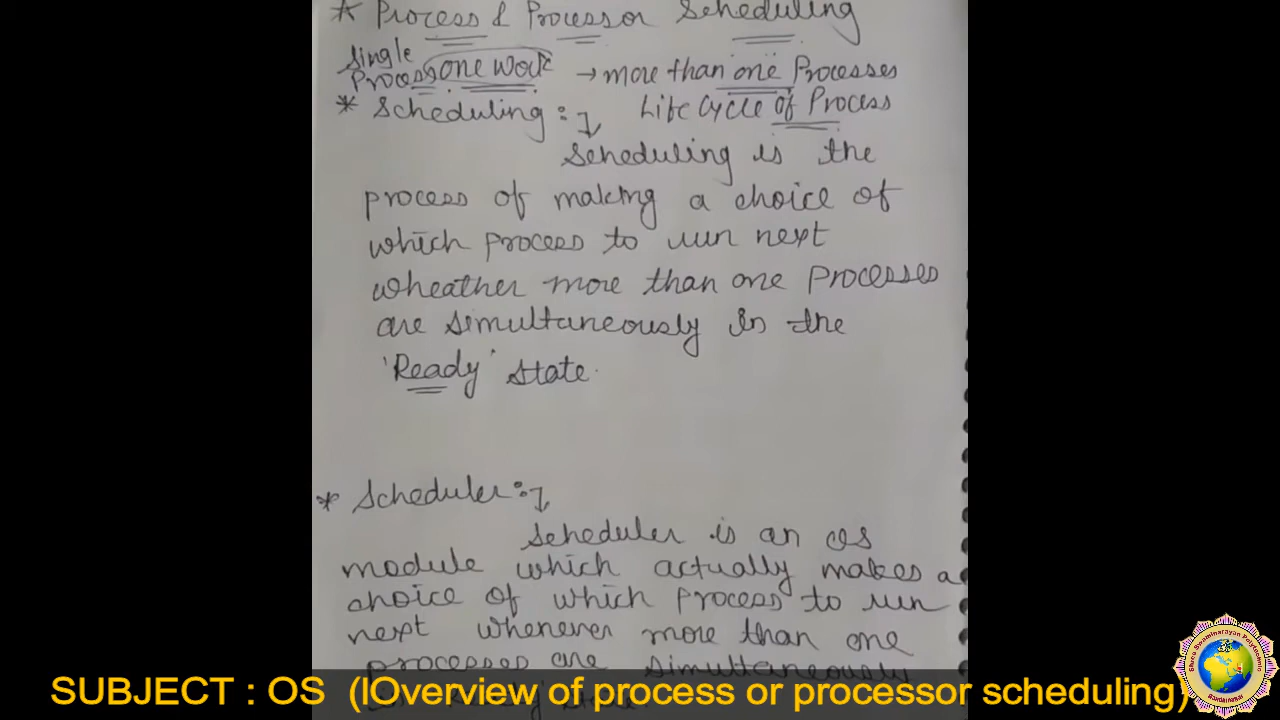 * Process & Processor Scheduling
Single
Process one work → more than one Processes
* Scheduling :- Life Cycle of Process
Scheduling is the
process of making a choice of
which process to run next
wheather more than one processes
are simultaneously in the
'Ready' state.
* Scheduler :-
Scheduler is an OS
module which actually makes a
choice of which process to run
next whenever more than one
processes are simultaneously
SUBJECT : OS (lOverview of process or processor scheduling)